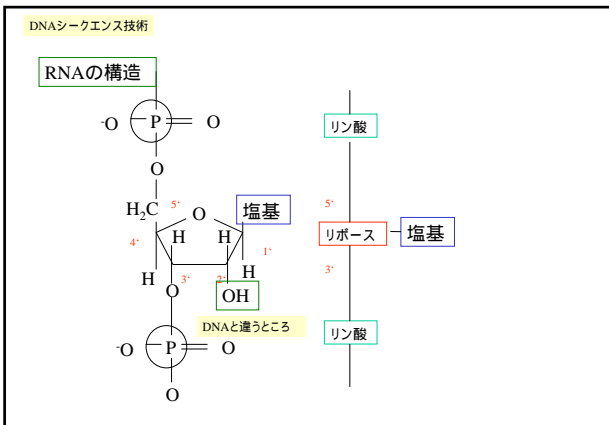 DNAシークエンス技術
RNAの構造
-O P O
リン酸
O
H2C 5‘ O 塩基
5‘
4‘ H H 1‘
リボース 塩基
H 3‘ 2‘ H
3‘
O OH
DNAと違うところ
-O P O
リン酸
O